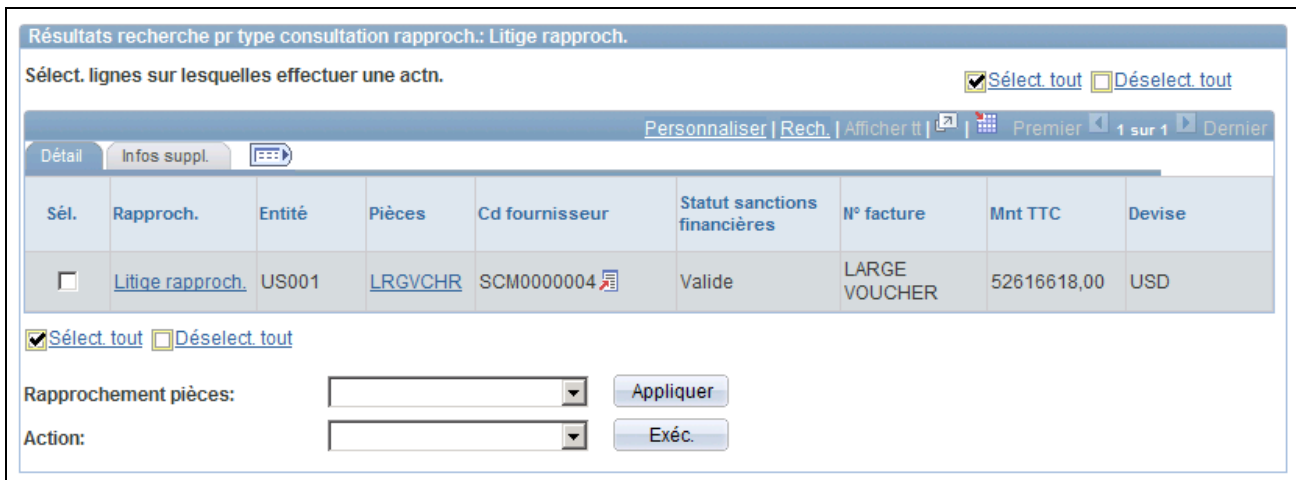 Résultats recherche pr type consultation rapproch.: Litige rapproch.
Sélect. lignes sur lesquelles effectuer une actn.
Sélect. tout Désélect. tout
Personnaliser | Rech. | Afficher tt | | Premier 1 sur 1 Dernier
Détail Infos suppl.
Sél. Rapproch. Entité Pièces Cd fournisseur Statut sanctions financières N° facture Mnt TTC Devise
Litige rapproch. US001 LRGVCHR SCM0000004 Valide LARGE VOUCHER 52616618,00 USD
Sélect. tout Désélect. tout
Rapprochement pièces: Appliquer
Action: Exéc.